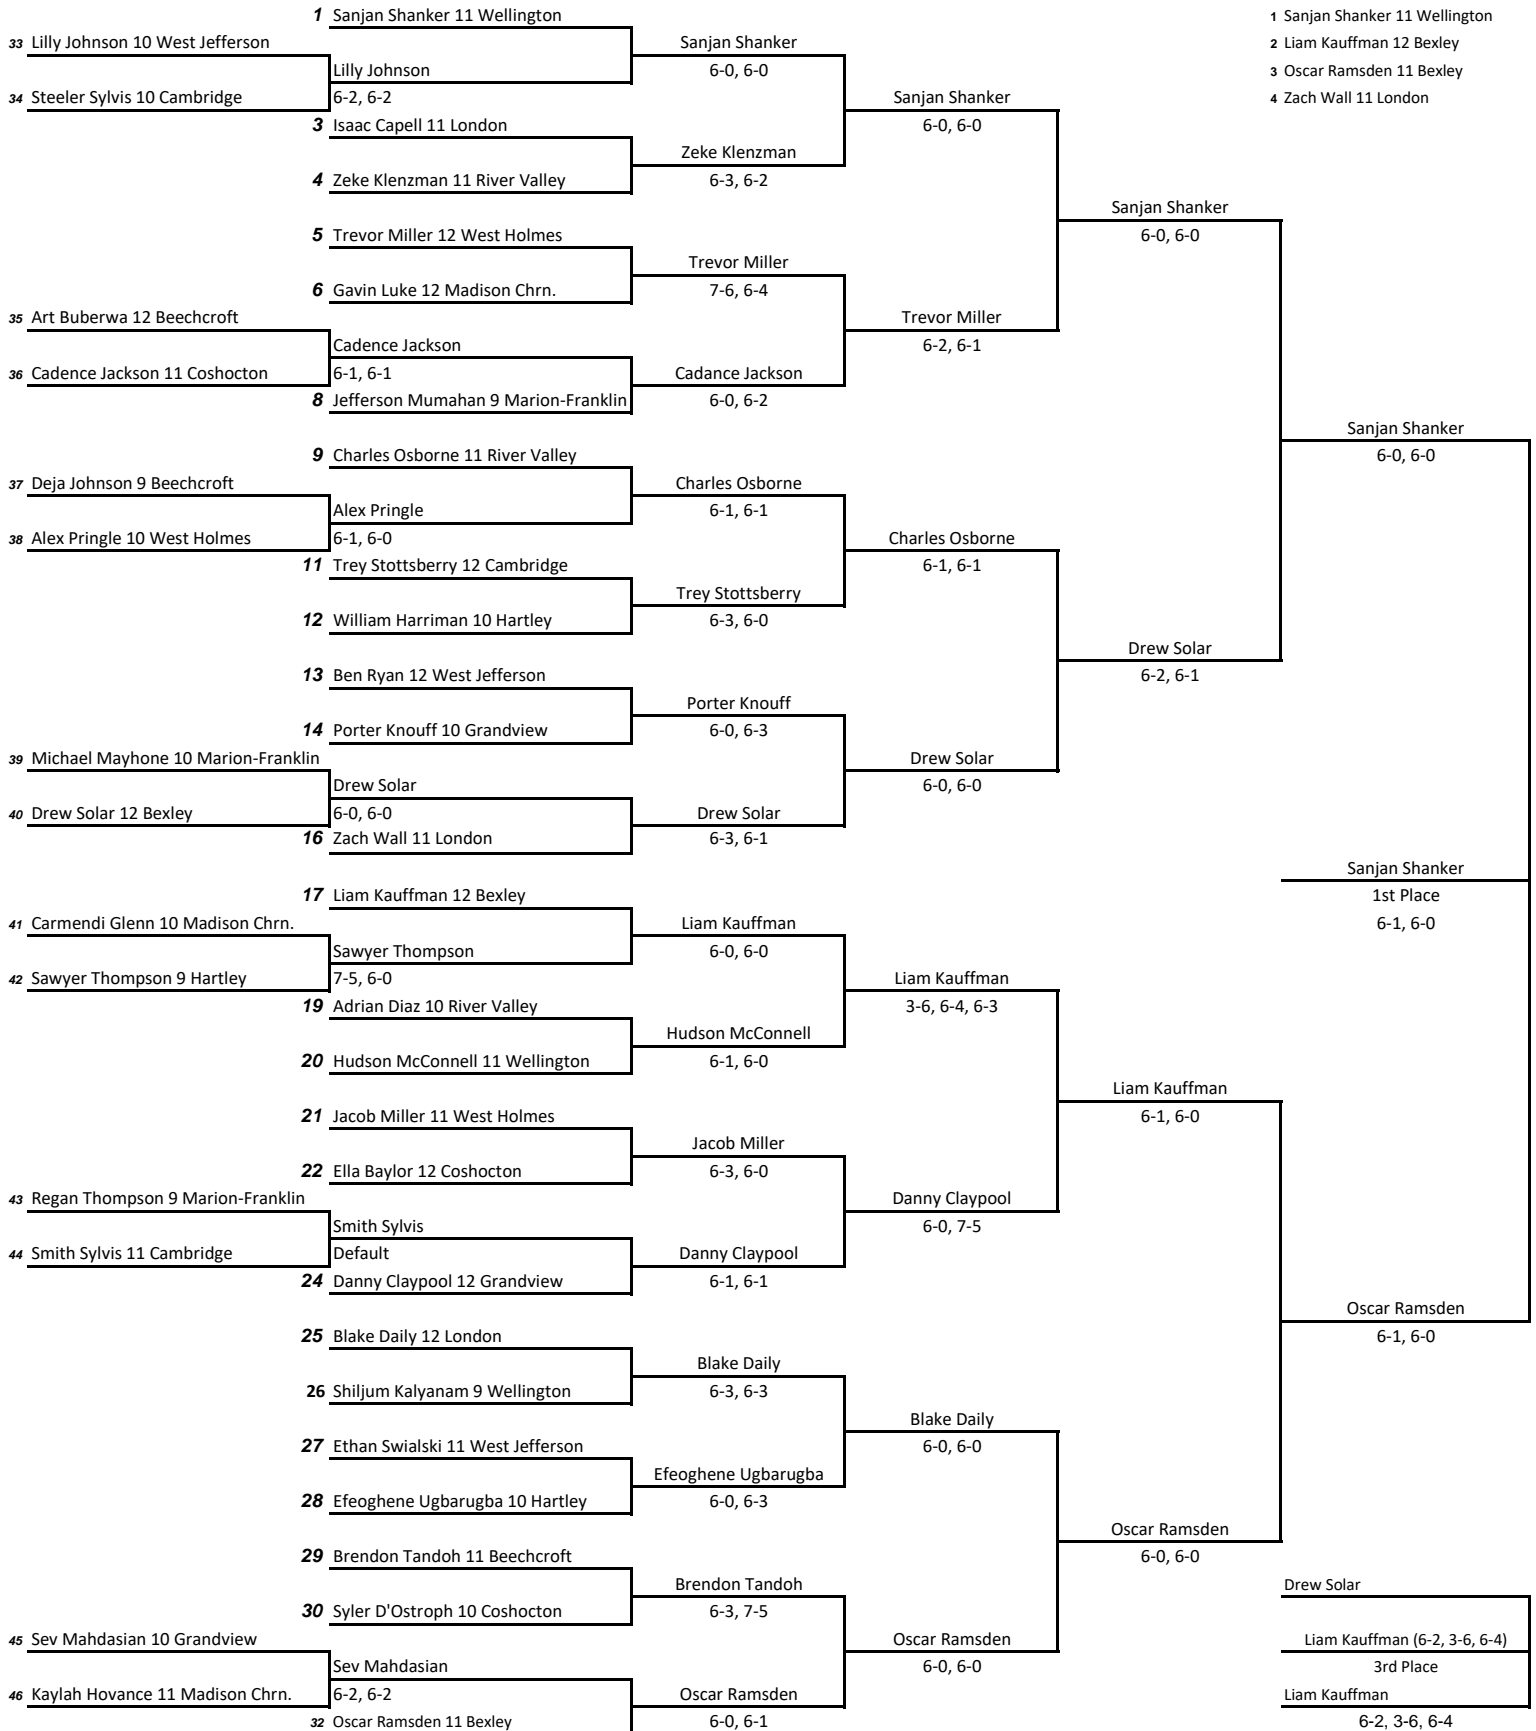 1 Sanjan Shanker 11 Wellington
1 Sanjan Shanker 11 Wellington
33 Lilly Johnson 10 West Jefferson
Sanjan Shanker
2 Liam Kauffman 12 Bexley
Lilly Johnson
6-0, 6-0
3 Oscar Ramsden 11 Bexley
34 Steeler Sylvis 10 Cambridge
6-2, 6-2
Sanjan Shanker
4 Zach Wall 11 London
3 Isaac Capell 11 London
6-0, 6-0
Zeke Klenzman
4 Zeke Klenzman 11 River Valley
6-3, 6-2
Sanjan Shanker
5 Trevor Miller 12 West Holmes
6-0, 6-0
Trevor Miller
6 Gavin Luke 12 Madison Chrn.
7-6, 6-4
35 Art Buberwa 12 Beechcroft
Trevor Miller
Cadence Jackson
6-2, 6-1
36 Cadence Jackson 11 Coshocton
6-1, 6-1
Cadance Jackson
8 Jefferson Mumahan 9 Marion-Franklin
6-0, 6-2
Sanjan Shanker
9 Charles Osborne 11 River Valley
6-0, 6-0
37 Deja Johnson 9 Beechcroft
Charles Osborne
Alex Pringle
6-1, 6-1
38 Alex Pringle 10 West Holmes
6-1, 6-0
Charles Osborne
11 Trey Stottsberry 12 Cambridge
6-1, 6-1
Trey Stottsberry
12 William Harriman 10 Hartley
6-3, 6-0
Drew Solar
13 Ben Ryan 12 West Jefferson
6-2, 6-1
Porter Knouff
14 Porter Knouff 10 Grandview
6-0, 6-3
39 Michael Mayhone 10 Marion-Franklin
Drew Solar
Drew Solar
6-0, 6-0
40 Drew Solar 12 Bexley
6-0, 6-0
Drew Solar
16 Zach Wall 11 London
6-3, 6-1
Sanjan Shanker
17 Liam Kauffman 12 Bexley
1st Place
41 Carmendi Glenn 10 Madison Chrn.
Liam Kauffman
6-1, 6-0
Sawyer Thompson
6-0, 6-0
42 Sawyer Thompson 9 Hartley
7-5, 6-0
Liam Kauffman
19 Adrian Diaz 10 River Valley
3-6, 6-4, 6-3
Hudson McConnell
20 Hudson McConnell 11 Wellington
6-1, 6-0
Liam Kauffman
21 Jacob Miller 11 West Holmes
6-1, 6-0
Jacob Miller
22 Ella Baylor 12 Coshocton
6-3, 6-0
43 Regan Thompson 9 Marion-Franklin
Danny Claypool
Smith Sylvis
6-0, 7-5
44 Smith Sylvis 11 Cambridge
Default
Danny Claypool
24 Danny Claypool 12 Grandview
6-1, 6-1
Oscar Ramsden
25 Blake Daily 12 London
6-1, 6-0
Blake Daily
26 Shiljum Kalyanam 9 Wellington
6-3, 6-3
Blake Daily
27 Ethan Swialski 11 West Jefferson
6-0, 6-0
Efeoghene Ugbarugba
28 Efeoghene Ugbarugba 10 Hartley
6-0, 6-3
Oscar Ramsden
29 Brendon Tandoh 11 Beechcroft
6-0, 6-0
Brendon Tandoh
Drew Solar
30 Syler D'Ostroph 10 Coshocton
6-3, 7-5
45 Sev Mahdasian 10 Grandview
Oscar Ramsden
Liam Kauffman (6-2, 3-6, 6-4)
Sev Mahdasian
6-0, 6-0
3rd Place
46 Kaylah Hovance 11 Madison Chrn.
6-2, 6-2
Oscar Ramsden
Liam Kauffman
32 Oscar Ramsden 11 Bexley
6-0, 6-1
6-2, 3-6, 6-4